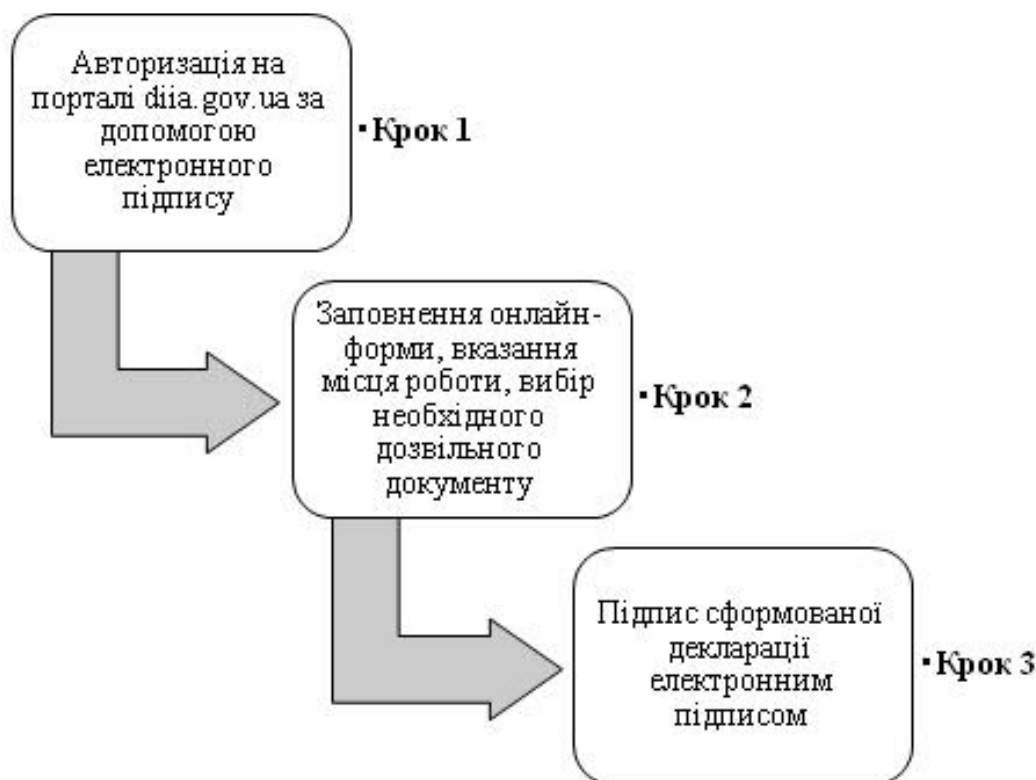 Авторизація на
порталі diia.gov.ua за
допомогою
електронного
підпису
▪ Крок 1
Заповнення онлайн-
форми, вказання
місця роботи, вибір
необхідного
дозвільного
документу
▪ Крок 2
Підпис сформованої
декларації
електронним
підписом
▪ Крок 3